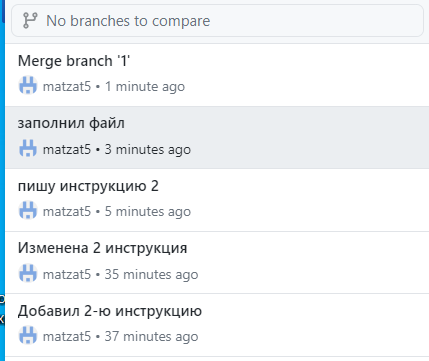 No branches to compare
Merge branch '1'
matzat5 • 1 minute ago
заполнил файл
matzat5 • 3 minutes ago
пишу инструкцию 2
matzat5 • 5 minutes ago
Изменена 2 инструкция
matzat5 • 35 minutes ago
Добавил 2-ю инструкцию
matzat5 • 37 minutes ago